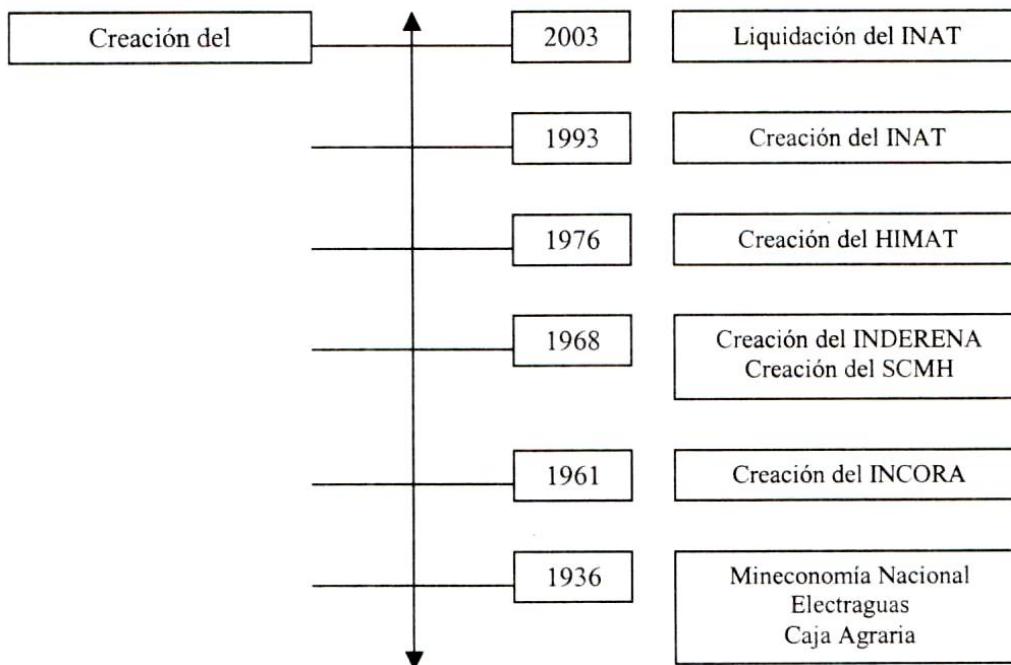 Creación del
2003
Liquidación del INAT
1993
Creación del INAT
1976
Creación del HIMAT
1968
Creación del INDERENA
Creación del SCMH
1961
Creación del INCORA
1936
Mineconomía Nacional
Electraguas
Caja Agraria